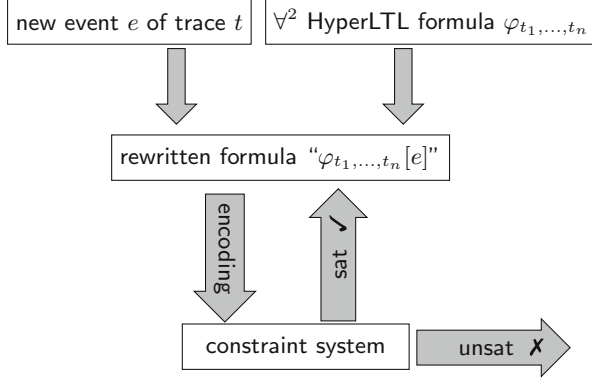 new event e of trace t
∀² HyperLTL formula φ_{t₁,...,tₙ}
rewritten formula “φ_{t₁,...,tₙ}[e]”
encoding
sat ✓
constraint system
unsat ✗